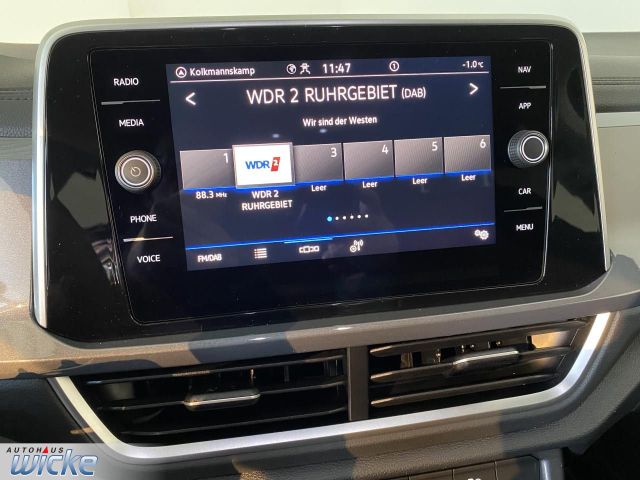 RADIO
MEDIA
PHONE
VOICE
Kolkmannskamp 11:47 1 -1.0°C
< WDR 2 RUHRGEBIET (DAB) >
Wir sind der Westen
1 3 4 5 6
WDR 2
88.3 MHz WDR 2 Leer Leer Leer Leer
RUHRGEBIET
FM/DAB
NAV
APP
CAR
MENU
AUTOHAUS
WICKE